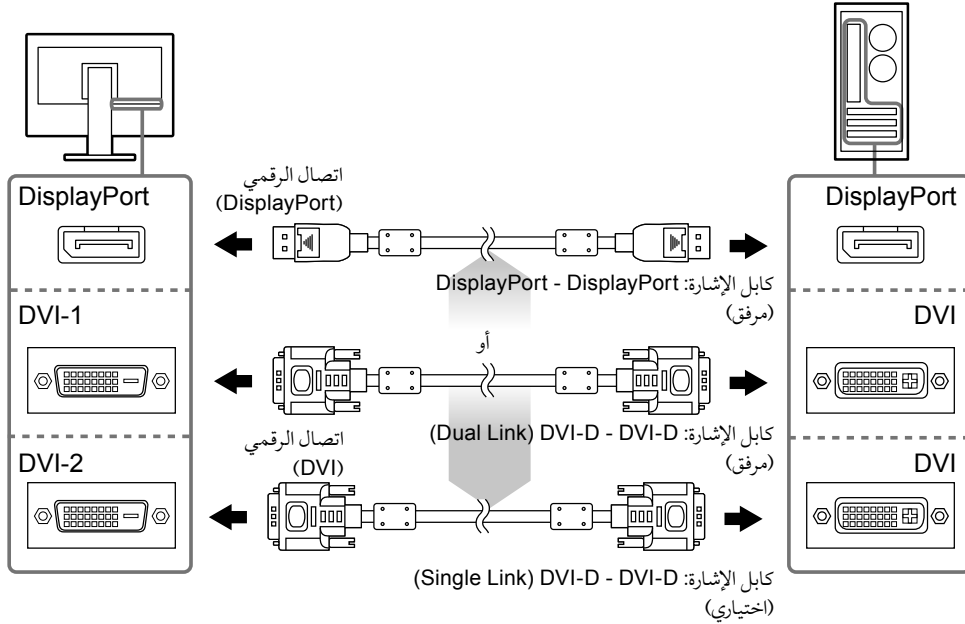 DisplayPort
اتصال الرقمي
(DisplayPort)
DisplayPort
كابل الإشارة: DisplayPort - DisplayPort
(مرفق)
DVI-1
أو
DVI
كابل الإشارة: DVI-D - DVI-D (Dual Link)
(مرفق)
DVI-2
اتصال الرقمي
(DVI)
DVI
كابل الإشارة: DVI-D - DVI-D (Single Link)
(اختياري)